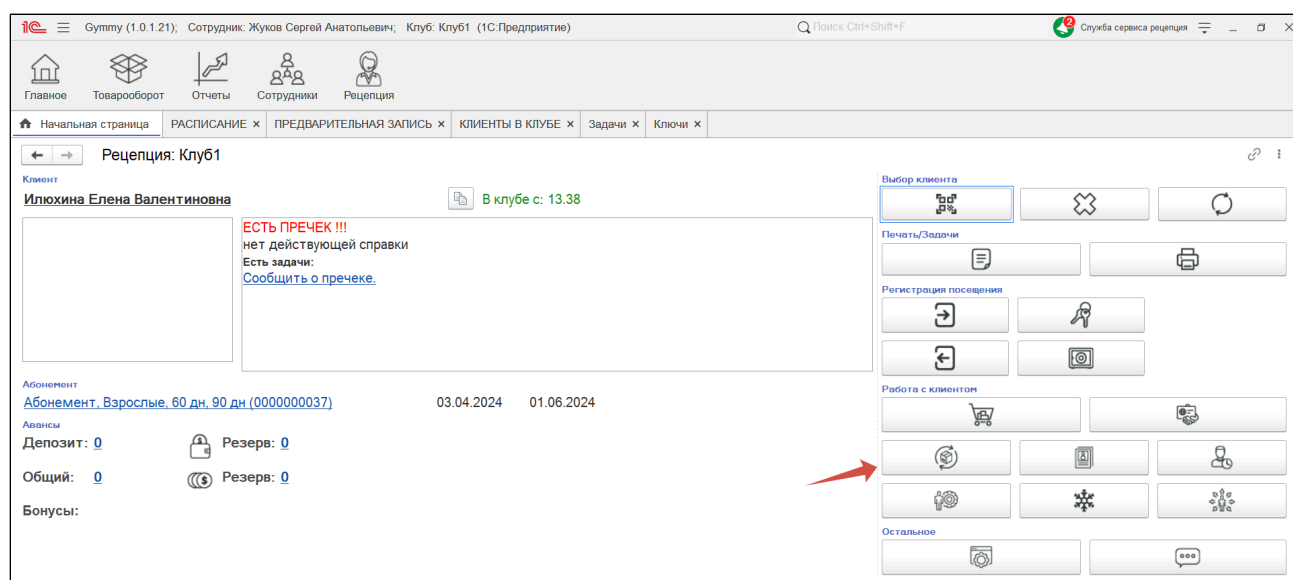 1С Gymmy (1.0.1.21); Сотрудник: Жуков Сергей Анатольевич; Клуб: Клуб1 (1С:Предприятие) Поиск Ctrl+Shift+F 2 Служба сервиса рецепция
Главное Товарооборот Отчеты Сотрудники Рецепция
Начальная страница РАСПИСАНИЕ × ПРЕДВАРИТЕЛЬНАЯ ЗАПИСЬ × КЛИЕНТЫ В КЛУБЕ × Задачи × Ключи ×
Рецепция: Клуб1
Клиент
Илюхина Елена Валентиновна В клубе с: 13.38
ЕСТЬ ПРЕЧЕК !!!
нет действующей справки
Есть задачи:
Сообщить о пречеке.
Абонемент
Абонемент, Взрослые, 60 дн, 90 дн (0000000037) 03.04.2024 01.06.2024
Авансы
Депозит: 0 Резерв: 0
Общий: 0 Резерв: 0
Бонусы:
Выбор клиента
Печать/Задачи
Регистрация посещения
Работа с клиентом
Остальное